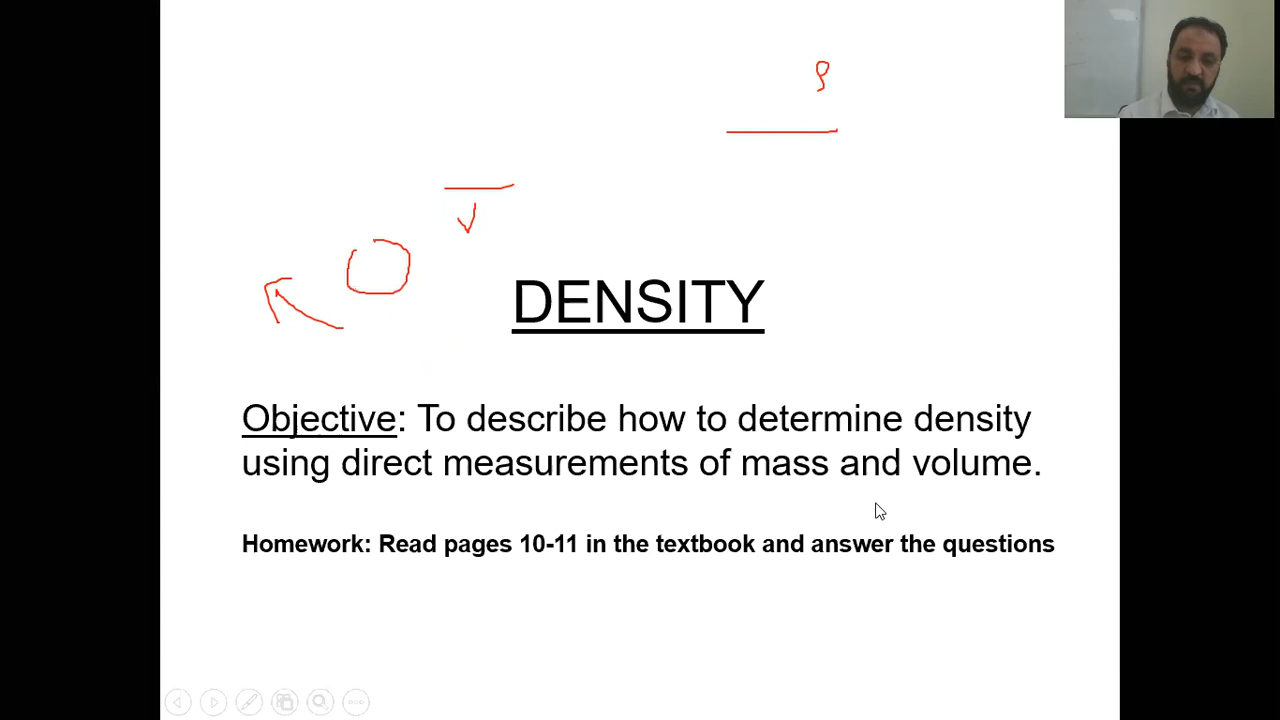 ρ
V
DENSITY
Objective: To describe how to determine density
using direct measurements of mass and volume.
Homework: Read pages 10-11 in the textbook and answer the questions